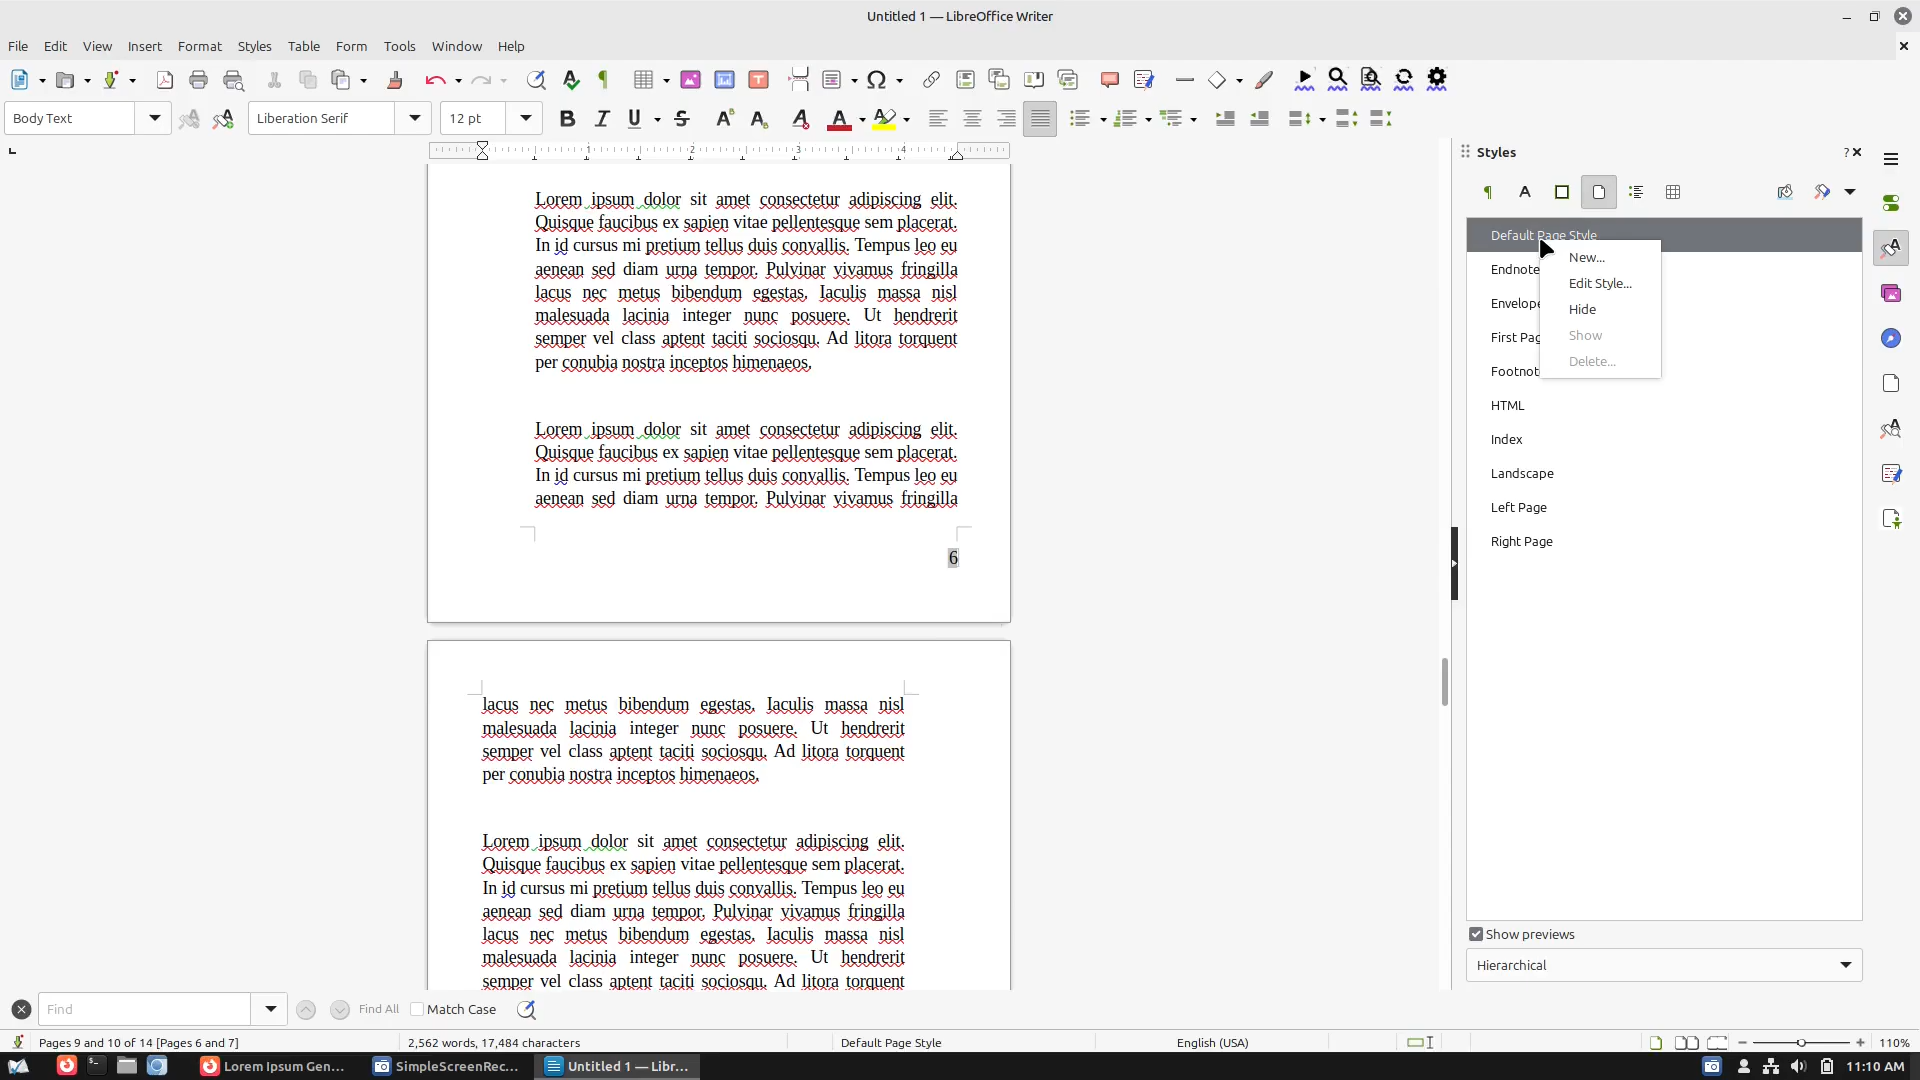 Untitled 1 — LibreOffice Writer
File Edit View Insert Format Styles Table Form Tools Window Help
Body Text Liberation Serif 12 pt
1 2 3 4
Lorem ipsum dolor sit amet consectetur adipiscing elit.
Quisque faucibus ex sapien vitae pellentesque sem placerat.
In id cursus mi pretium tellus duis convallis. Tempus leo eu
aenean sed diam urna tempor. Pulvinar vivamus fringilla
lacus nec metus bibendum egestas. Iaculis massa nisl
malesuada lacinia integer nunc posuere. Ut hendrerit
semper vel class aptent taciti sociosqu. Ad litora torquent
per conubia nostra inceptos himenaeos.
Lorem ipsum dolor sit amet consectetur adipiscing elit.
Quisque faucibus ex sapien vitae pellentesque sem placerat.
In id cursus mi pretium tellus duis convallis. Tempus leo eu
aenean sed diam urna tempor. Pulvinar vivamus fringilla
6
lacus nec metus bibendum egestas. Iaculis massa nisl
malesuada lacinia integer nunc posuere. Ut hendrerit
semper vel class aptent taciti sociosqu. Ad litora torquent
per conubia nostra inceptos himenaeos.
Lorem ipsum dolor sit amet consectetur adipiscing elit.
Quisque faucibus ex sapien vitae pellentesque sem placerat.
In id cursus mi pretium tellus duis convallis. Tempus leo eu
aenean sed diam urna tempor. Pulvinar vivamus fringilla
lacus nec metus bibendum egestas. Iaculis massa nisl
malesuada lacinia integer nunc posuere. Ut hendrerit
semper vel class aptent taciti sociosqu. Ad litora torquent
Styles
Default Page Style
Endnote
Envelope
First Pag
Footnot
HTML
Index
Landscape
Left Page
Right Page
New...
Edit Style...
Hide
Show
Delete...
Show previews
Hierarchical
Find Find All Match Case
Pages 9 and 10 of 14 [Pages 6 and 7] 2,562 words, 17,484 characters Default Page Style English (USA) 110%
Lorem Ipsum Gen... SimpleScreenRec... Untitled 1 — Libr... 11:10 AM